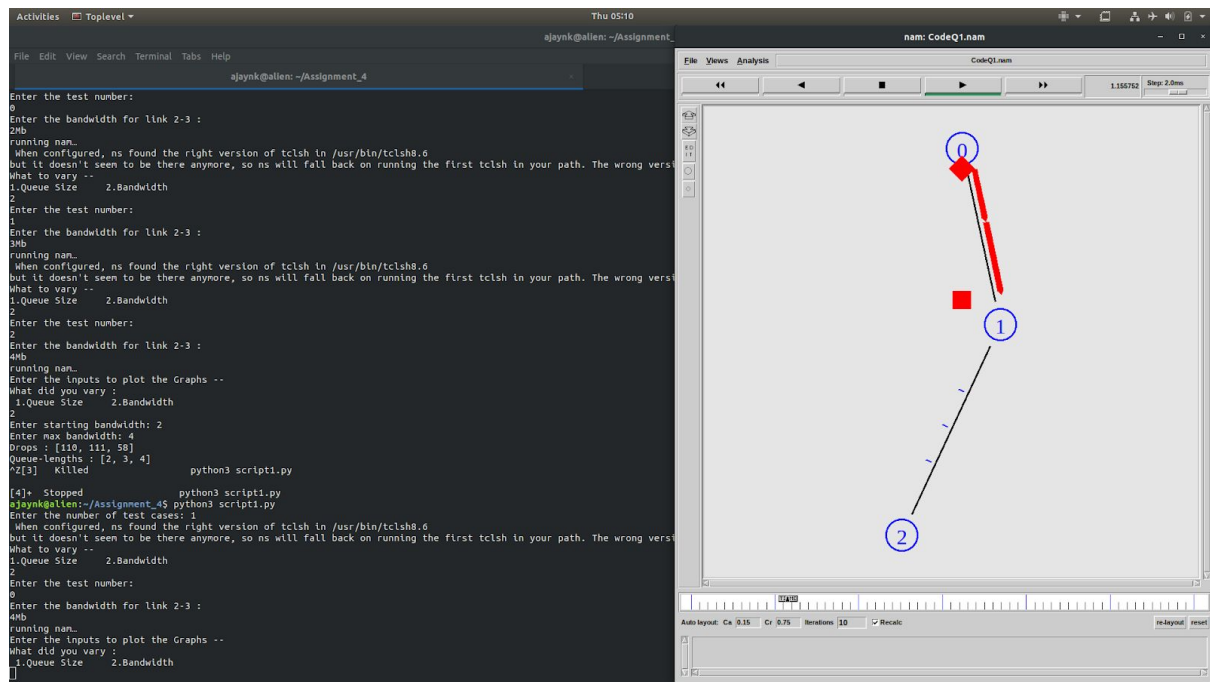 Activities Toplevel Thu 05:10
ajaynk@alien: ~/Assignment_
File Edit View Search Terminal Tabs Help
ajaynk@alien: ~/Assignment_4
Enter the test number:
0
Enter the bandwidth for link 2-3 :
2Mb
running nam…
When configured, ns found the right version of tclsh in /usr/bin/tclsh8.6
but it doesn't seem to be there anymore, so ns will fall back on running the first tclsh in your path. The wrong versi
What to vary --
1.Queue Size 2.Bandwidth
2
Enter the test number:
1
Enter the bandwidth for link 2-3 :
3Mb
running nam…
When configured, ns found the right version of tclsh in /usr/bin/tclsh8.6
but it doesn't seem to be there anymore, so ns will fall back on running the first tclsh in your path. The wrong versi
What to vary --
1.Queue Size 2.Bandwidth
2
Enter the test number:
2
Enter the bandwidth for link 2-3 :
4Mb
running nam…
Enter the inputs to plot the Graphs --
What did you vary :
1.Queue Size 2.Bandwidth
2
Enter starting bandwidth: 2
Enter max bandwidth: 4
Drops : [110, 111, 58]
Queue-lengths : [2, 3, 4]
^Z[3] Killed python3 script1.py
[4]+ Stopped python3 script1.py
ajaynk@alien:~/Assignment_4$ python3 script1.py
Enter the number of test cases: 1
When configured, ns found the right version of tclsh in /usr/bin/tclsh8.6
but it doesn't seem to be there anymore, so ns will fall back on running the first tclsh in your path. The wrong versi
What to vary --
1.Queue Size 2.Bandwidth
2
Enter the test number:
0
Enter the bandwidth for link 2-3 :
4Mb
running nam…
Enter the inputs to plot the Graphs --
What did you vary :
1.Queue Size 2.Bandwidth
nam: CodeQ1.nam
File Views Analysis CodeQ1.nam
1.155752 Step: 2.0ms
0
1
2
Auto layout: Ca 0.15 Cr 0.75 Iterations 10 Recalc re-layout reset